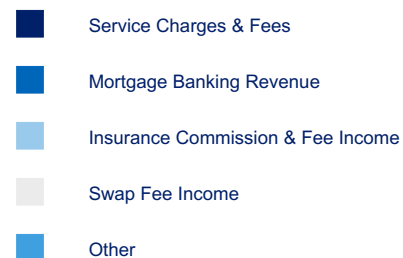 Service Charges & Fees
Mortgage Banking Revenue
Insurance Commission & Fee Income
Swap Fee Income
Other